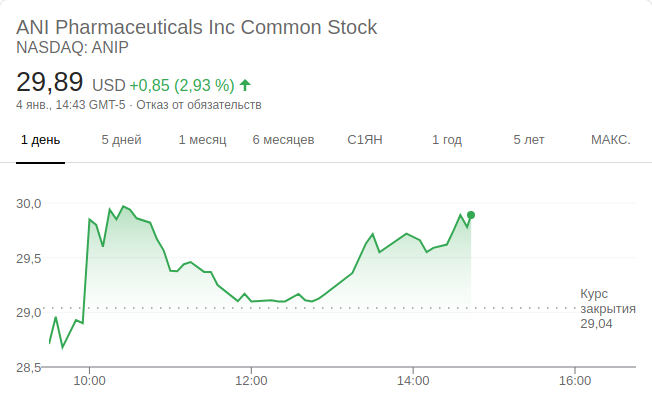 ANI Pharmaceuticals Inc Common Stock
NASDAQ: ANIP
29,89 USD +0,85 (2,93 %)
4 янв., 14:43 GMT-5 · Отказ от обязательств
1 день 5 дней 1 месяц 6 месяцев С1ЯН 1 год 5 лет МАКС.
30,0
29,5
29,0
28,5
Курс
закрытия
29,04
10:00 12:00 14:00 16:00